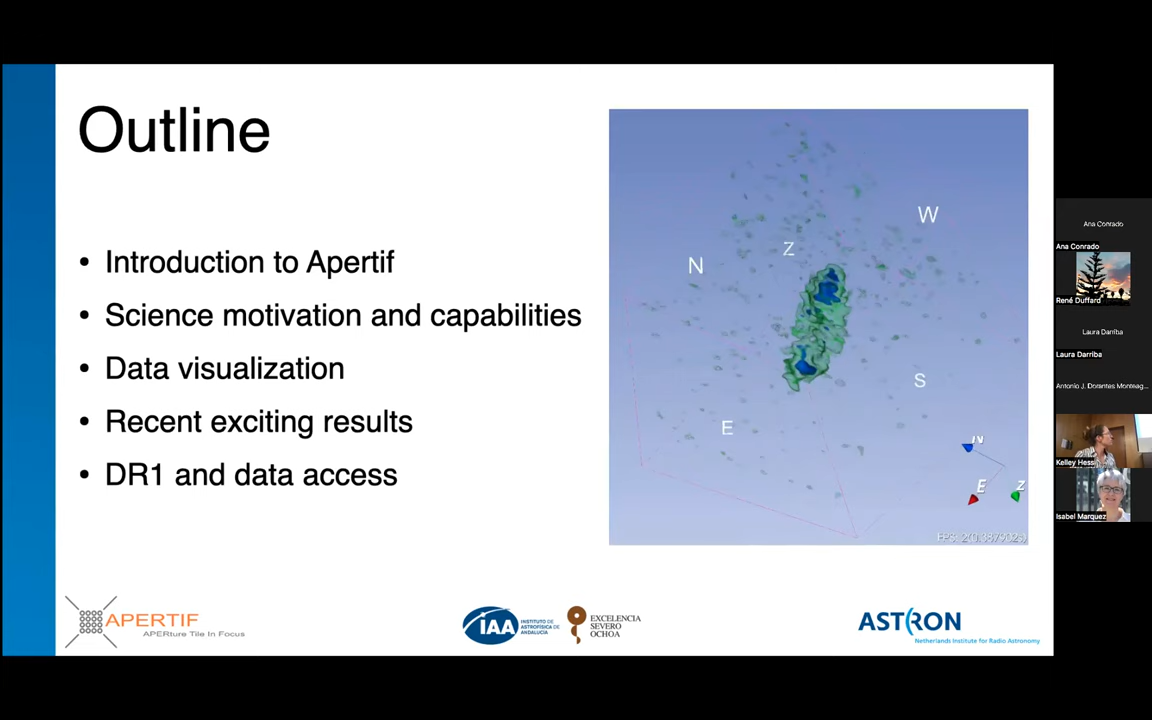 Outline
• Introduction to Apertif
• Science motivation and capabilities
• Data visualization
• Recent exciting results
• DR1 and data access
W
Z
N
S
E
N
E
Z
APERTIF
APERture Tile In Focus
IAA
INSTITUTO DE
ASTROFÍSICA DE
ANDALUCÍA
EXCELENCIA
SEVERO
OCHOA
ASTRON
Netherlands Institute for Radio Astronomy
Ana Conrado
Ana Conrado
René Duffard
Laura Darriba
Laura Darriba
Antonio J. Dorantes Monteag...
Kelley Hess
Isabel Marquez